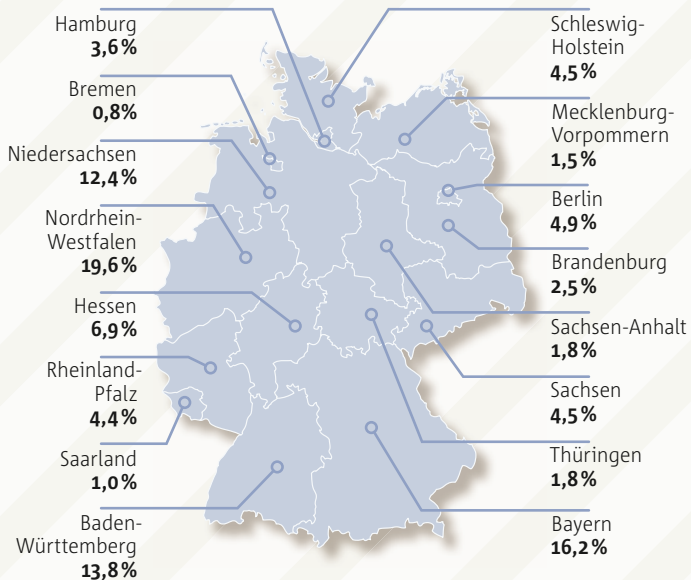 Hamburg
3,6%
Bremen
0,8%
Niedersachsen
12,4%
Nordrhein-
Westfalen
19,6%
Hessen
6,9%
Rheinland-
Pfalz
4,4%
Saarland
1,0%
Baden-
Württemberg
13,8%
Schleswig-
Holstein
4,5%
Mecklenburg-
Vorpommern
1,5%
Berlin
4,9%
Brandenburg
2,5%
Sachsen-Anhalt
1,8%
Sachsen
4,5%
Thüringen
1,8%
Bayern
16,2%